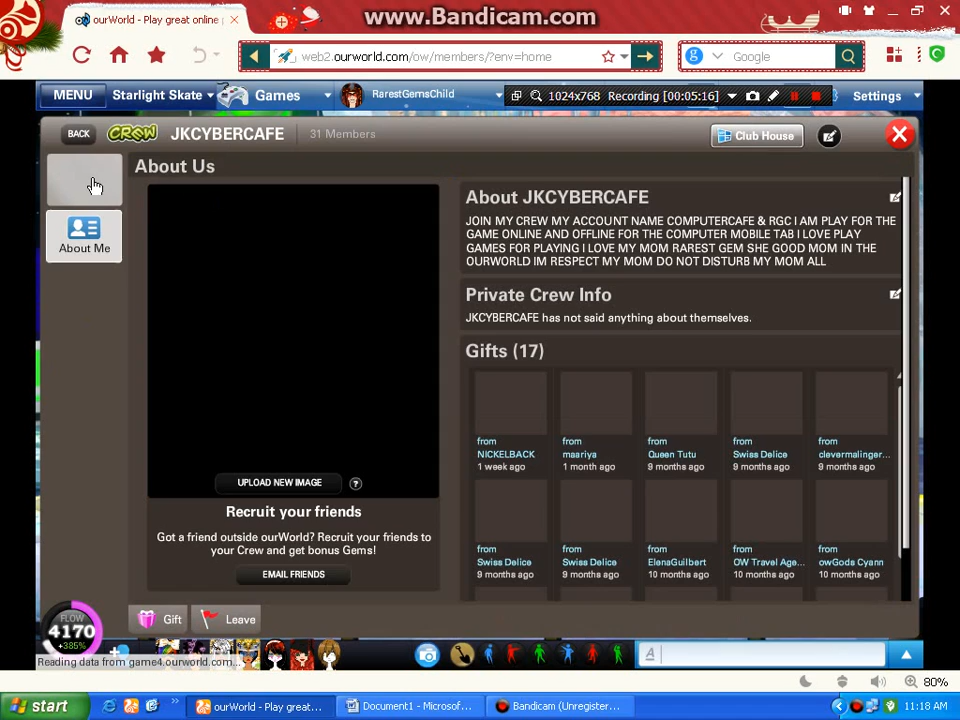 www.Bandicam.com
ourWorld - Play great online
web2.ourworld.com/ow/members/?env=home
Google
MENU
Starlight Skate
Games
RarestGemsChild
1024x768 Recording [00:05:16]
Settings
BACK
CREW
JKCYBERCAFE
31 Members
Club House
About Us
About Me
About JKCYBERCAFE
JOIN MY CREW MY ACCOUNT NAME COMPUTERCAFE & RGC I AM PLAY FOR THE
GAME ONLINE AND OFFLINE FOR THE COMPUTER MOBILE TAB I LOVE PLAY
GAMES FOR PLAYING I LOVE MY MOM RAREST GEM SHE GOOD MOM IN THE
OURWORLD IM RESPECT MY MOM DO NOT DISTURB MY MOM ALL
Private Crew Info
JKCYBERCAFE has not said anything about themselves.
Gifts (17)
from from from from from
NICKELBACK maariya Queen Tutu Swiss Delice clevermalinger...
1 week ago 1 month ago 9 months ago 9 months ago 9 months ago
UPLOAD NEW IMAGE ?
Recruit your friends
Got a friend outside ourWorld? Recruit your friends to
your Crew and get bonus Gems!
EMAIL FRIENDS
from from from from from
Swiss Delice Swiss Delice ElenaGuilbert OW Travel Age... owGods Cyann
9 months ago 9 months ago 10 months ago 10 months ago 10 months ago
Gift
Leave
FLOW
4170
+385%
A
Reading data from game4.ourworld.com...
80%
start
ourWorld - Play great...
Document1 - Microsof...
Bandicam (Unregister...
11:18 AM